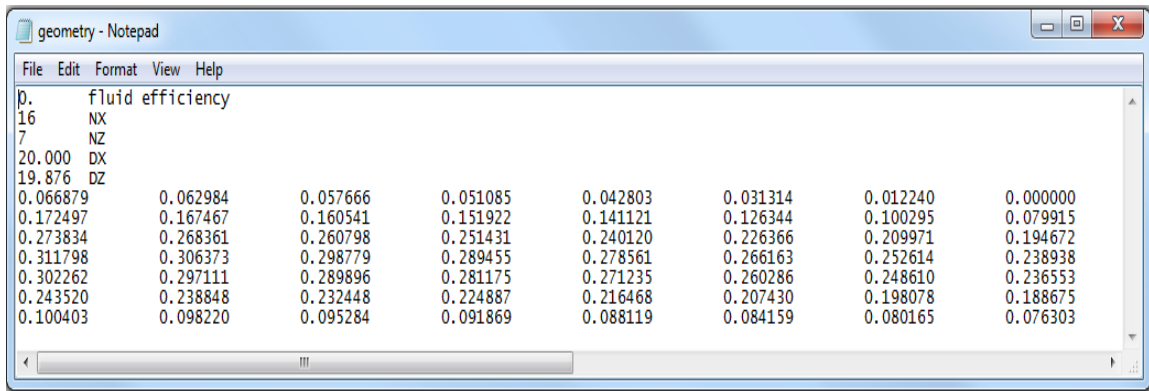 geometry - Notepad
File Edit Format View Help
0. fluid efficiency
16 NX
7 NZ
20.000 DX
19.876 DZ
0.066879 0.062984 0.057666 0.051085 0.042803 0.031314 0.012240 0.000000
0.172497 0.167467 0.160541 0.151922 0.141121 0.126344 0.100295 0.079915
0.273834 0.268361 0.260798 0.251431 0.240120 0.226366 0.209971 0.194672
0.311798 0.306373 0.298779 0.289455 0.278561 0.266163 0.252614 0.238938
0.302262 0.297111 0.289896 0.281175 0.271235 0.260286 0.248610 0.236553
0.243520 0.238848 0.232448 0.224887 0.216468 0.207430 0.198078 0.188675
0.100403 0.098220 0.095284 0.091869 0.088119 0.084159 0.080165 0.076303